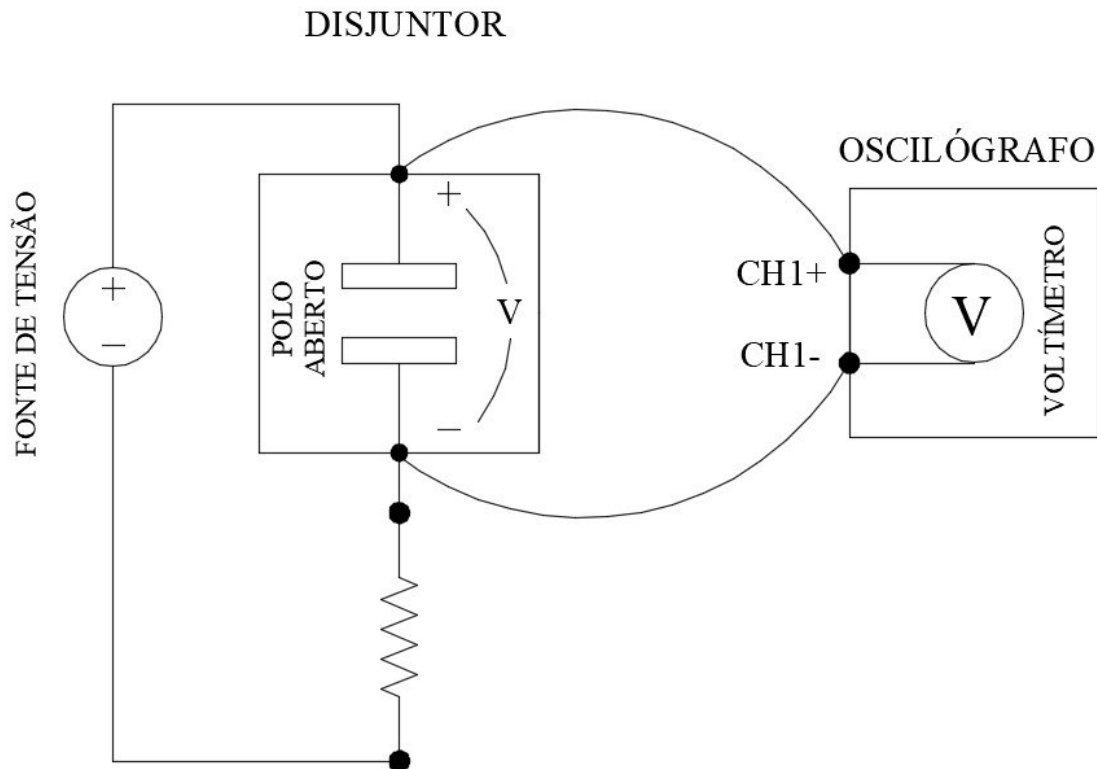 DISJUNTOR
OSCILÓGRAFO
FONTE DE TENSÃO
+
−
POLO
ABERTO
+
V
−
CH1+
CH1-
V
VOLTÍMETRO